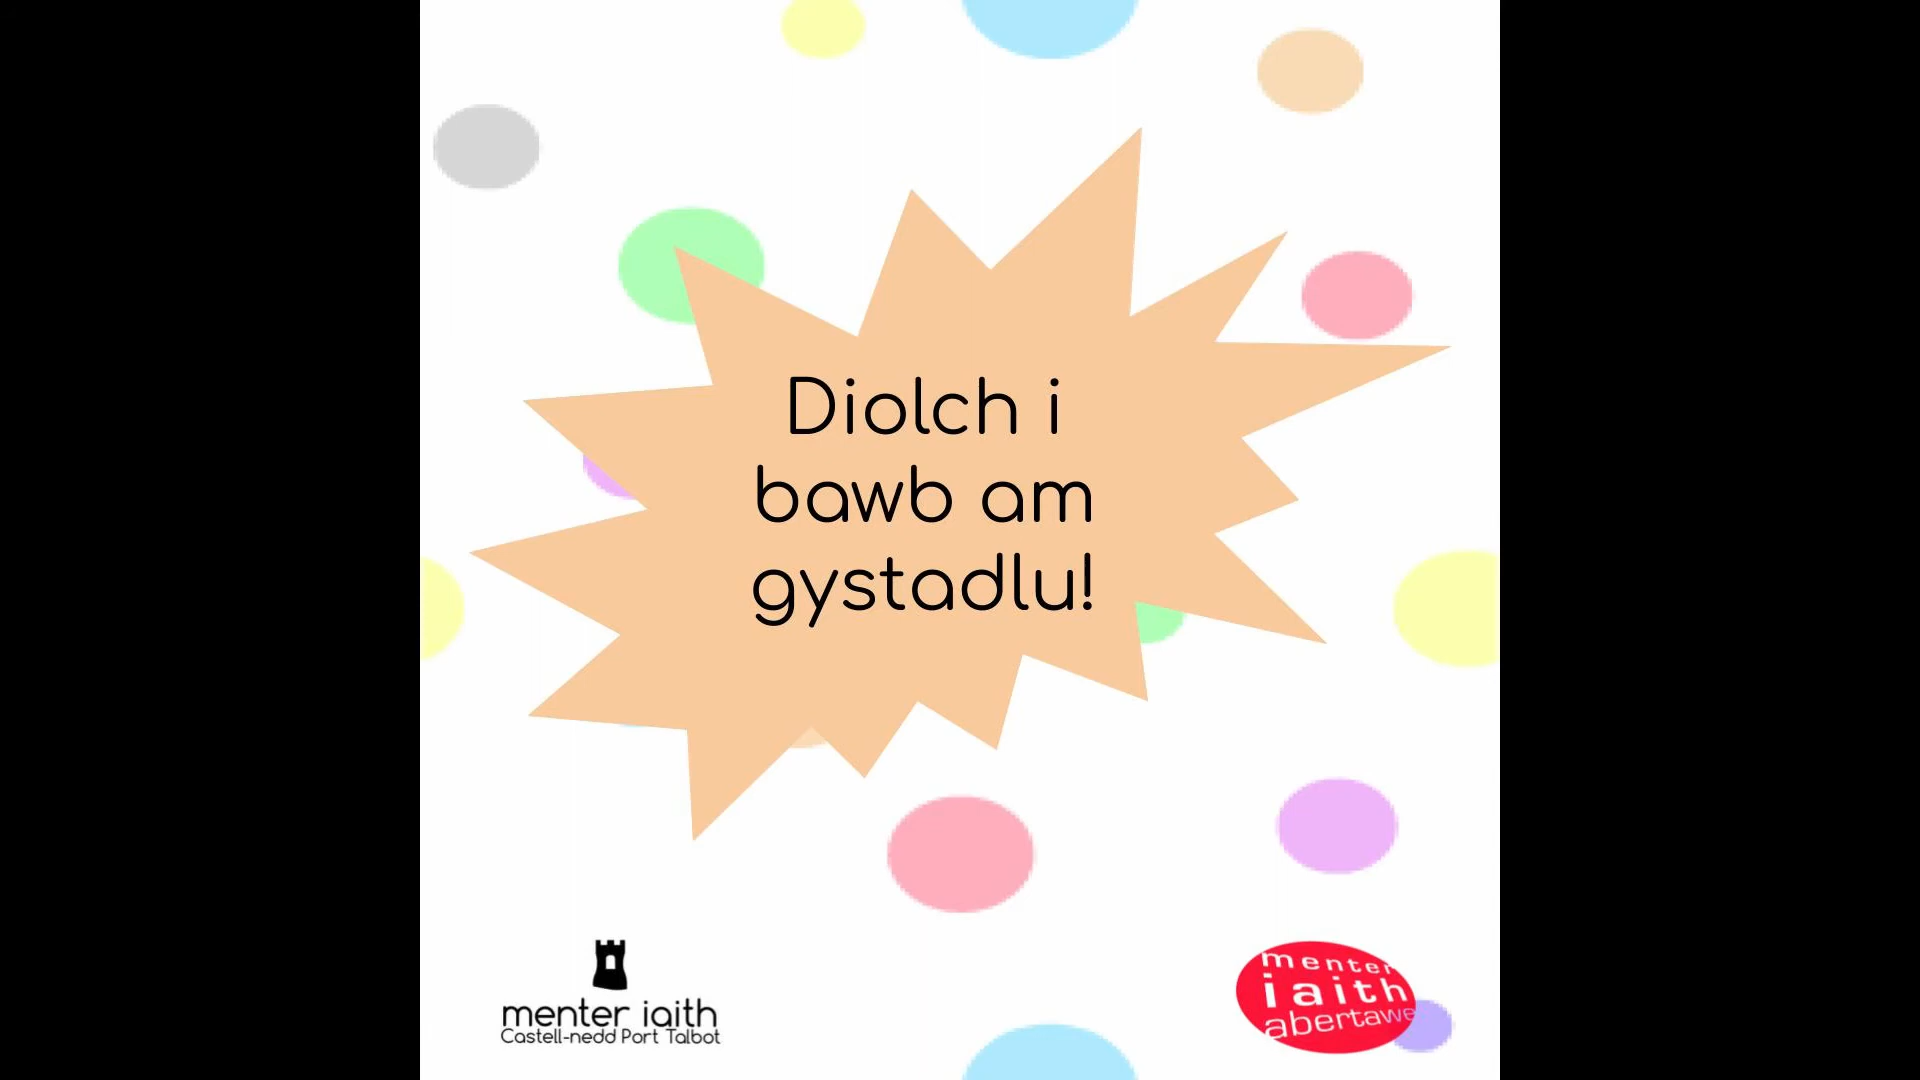 Diolch i
bawb am
gystadlu!
menter iaith
Castell-nedd Port Talbot
menter
iaith
abertawe